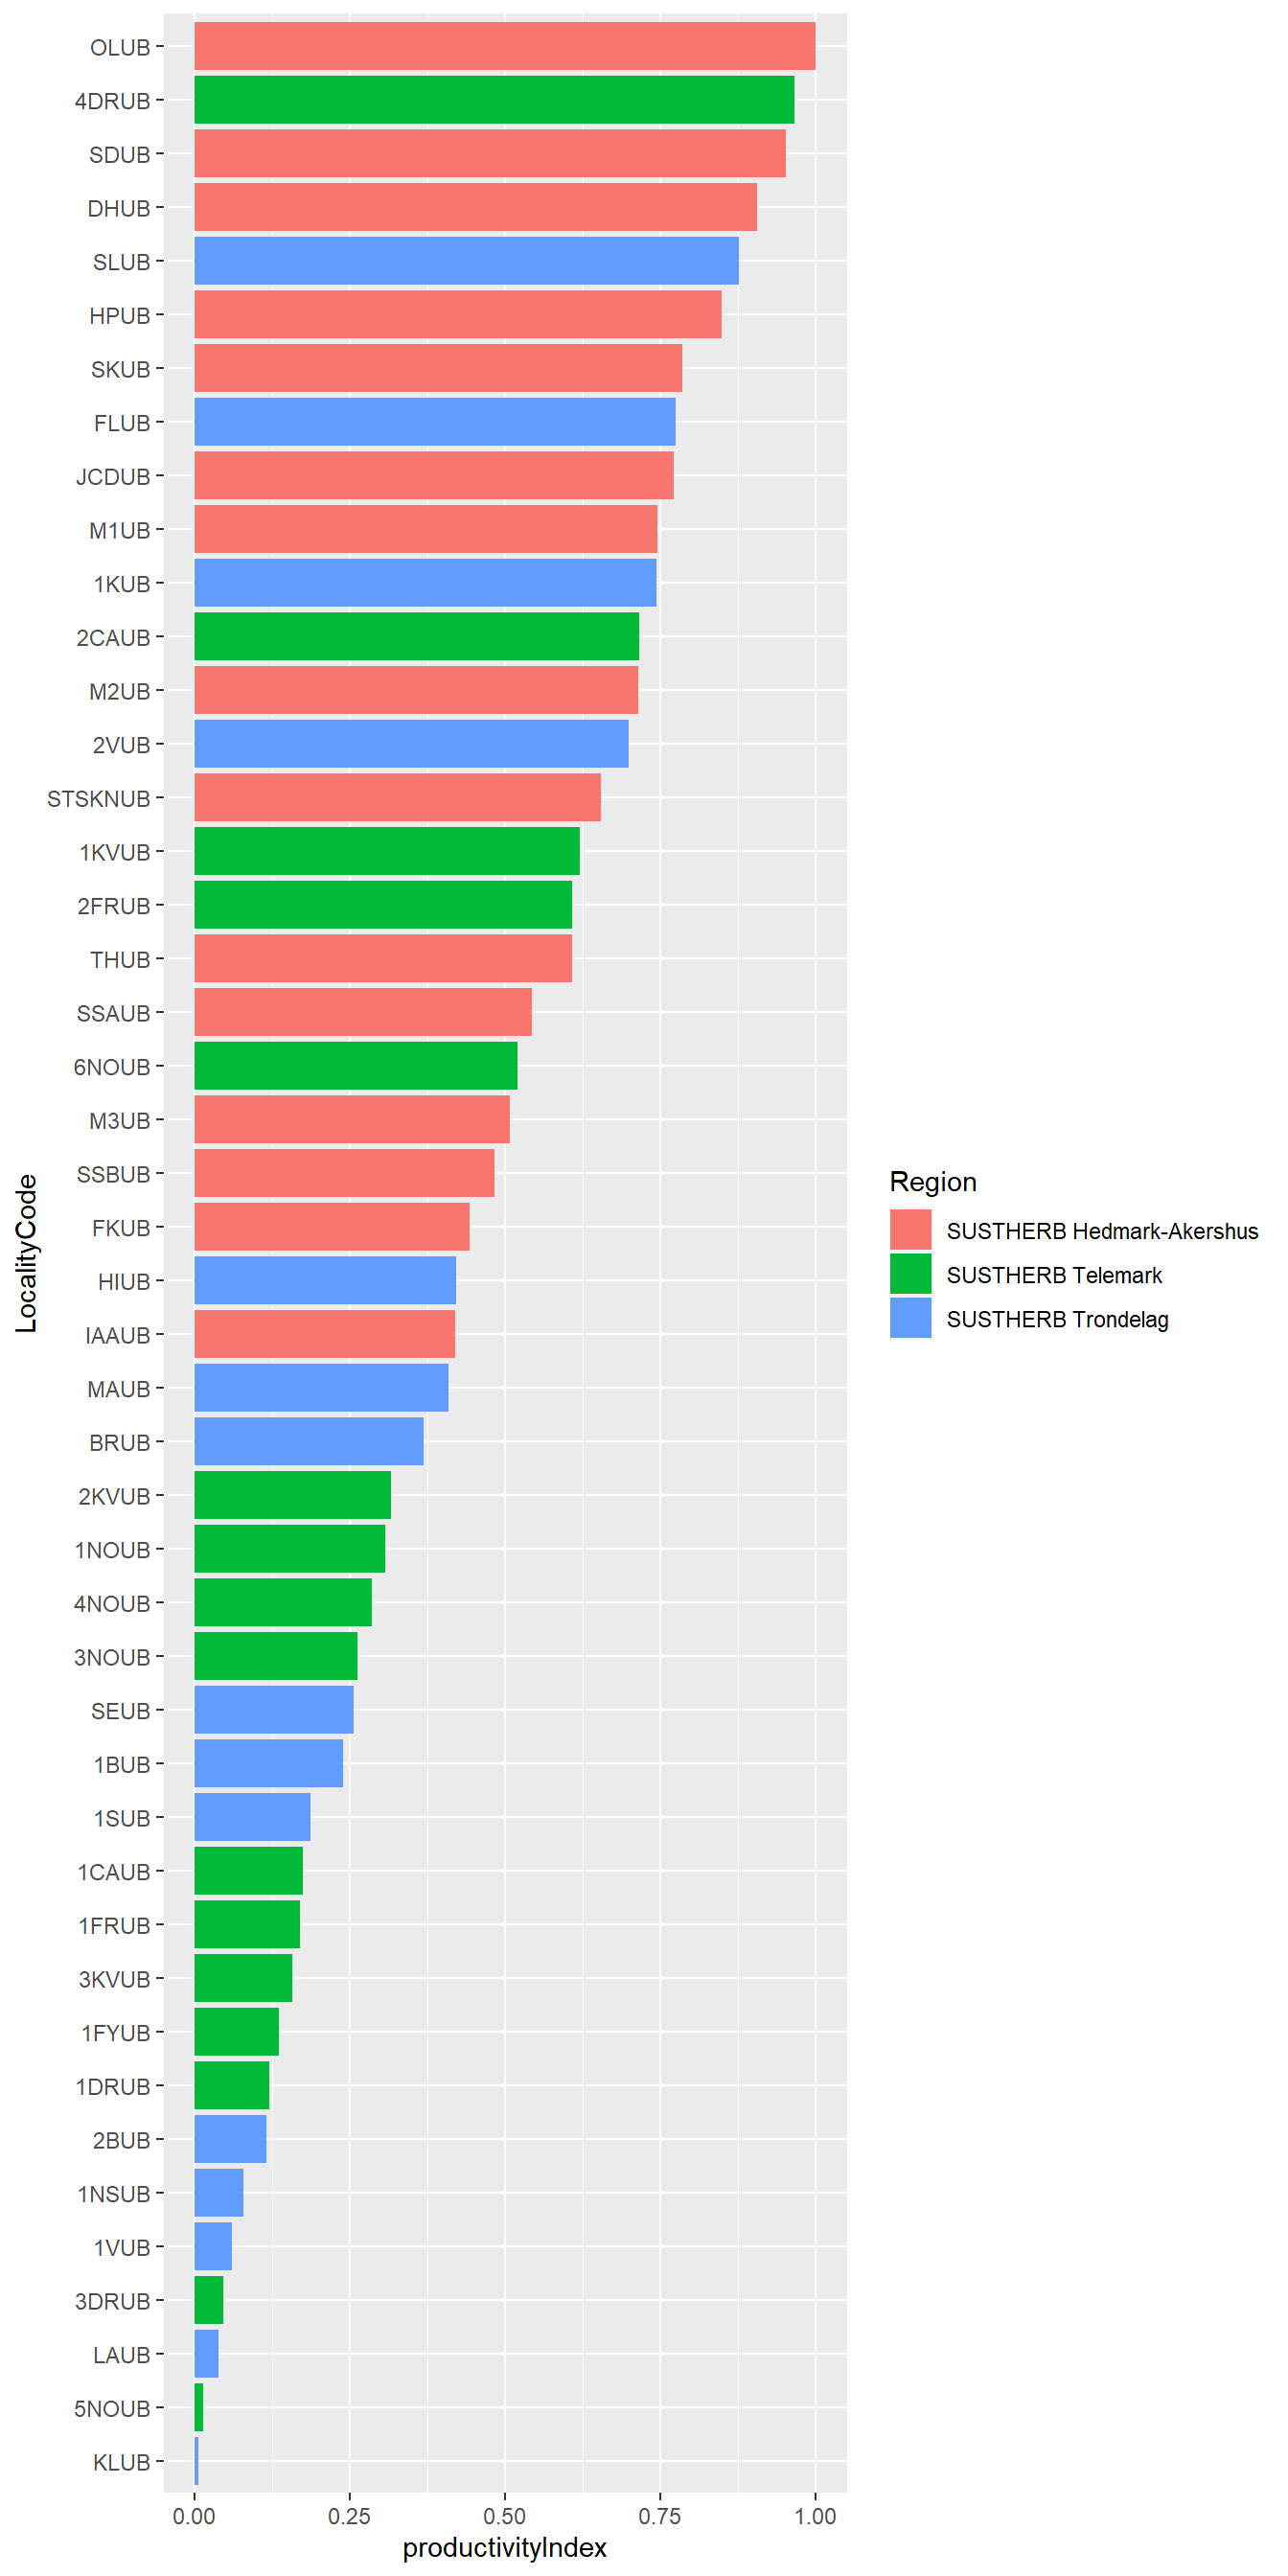 OLUB
4DRUB
SDUB
DHUB
SLUB
HPUB
SKUB
FLUB
JCDUB
M1UB
1KUB
2CAUB
M2UB
2VUB
STSKNUB
1KVUB
2FRUB
THUB
SSAUB
6NOUB
M3UB
SSBUB
FKUB
HIUB
IAAUB
MAUB
BRUB
2KVUB
1NOUB
4NOUB
3NOUB
SEUB
1BUB
1SUB
1CAUB
1FRUB
3KVUB
1FYUB
1DRUB
2BUB
1NSUB
1VUB
3DRUB
LAUB
5NOUB
KLUB
LocalityCode
0.00 0.25 0.50 0.75 1.00
productivityIndex
Region
SUSTHERB Hedmark-Akershus
SUSTHERB Telemark
SUSTHERB Trondelag